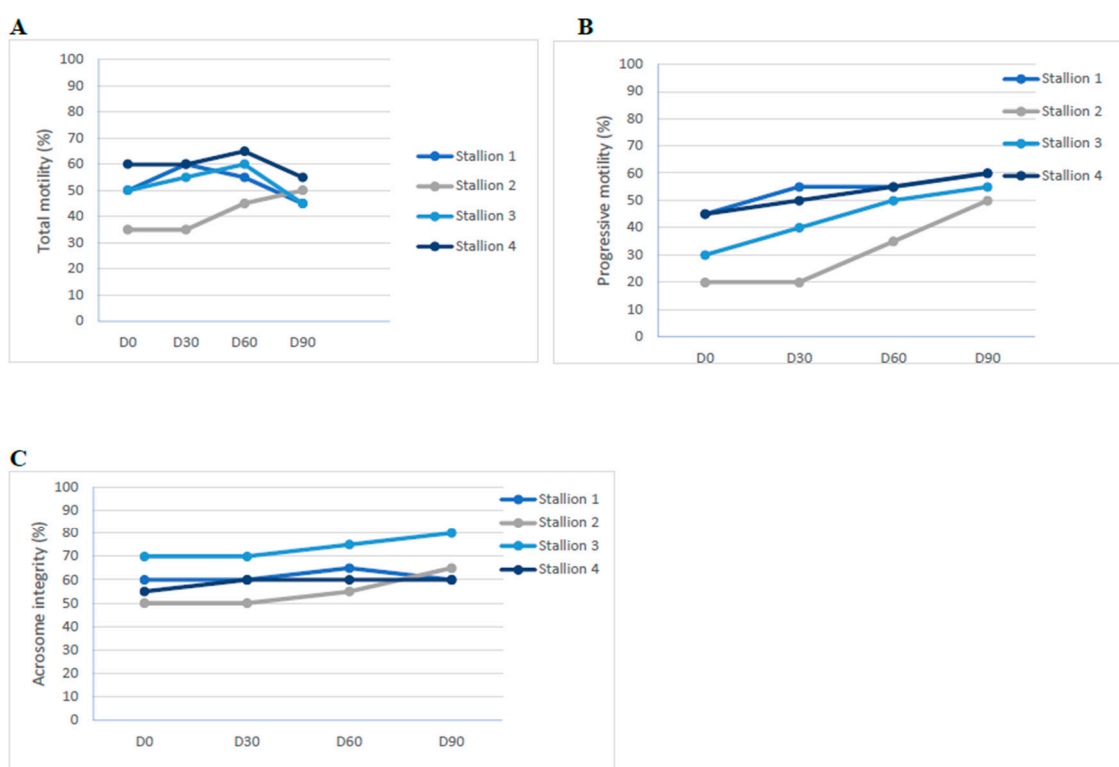 A
Total motility (%)
100
90
80
70
60
50
40
30
20
10
0
D0 D30 D60 D90
Stallion 1
Stallion 2
Stallion 3
Stallion 4
B
Progressive motility (%)
100
90
80
70
60
50
40
30
20
10
0
D0 D30 D60 D90
Stallion 1
Stallion 2
Stallion 3
Stallion 4
C
Acrosome integrity (%)
100
90
80
70
60
50
40
30
20
10
0
D0 D30 D60 D90
Stallion 1
Stallion 2
Stallion 3
Stallion 4